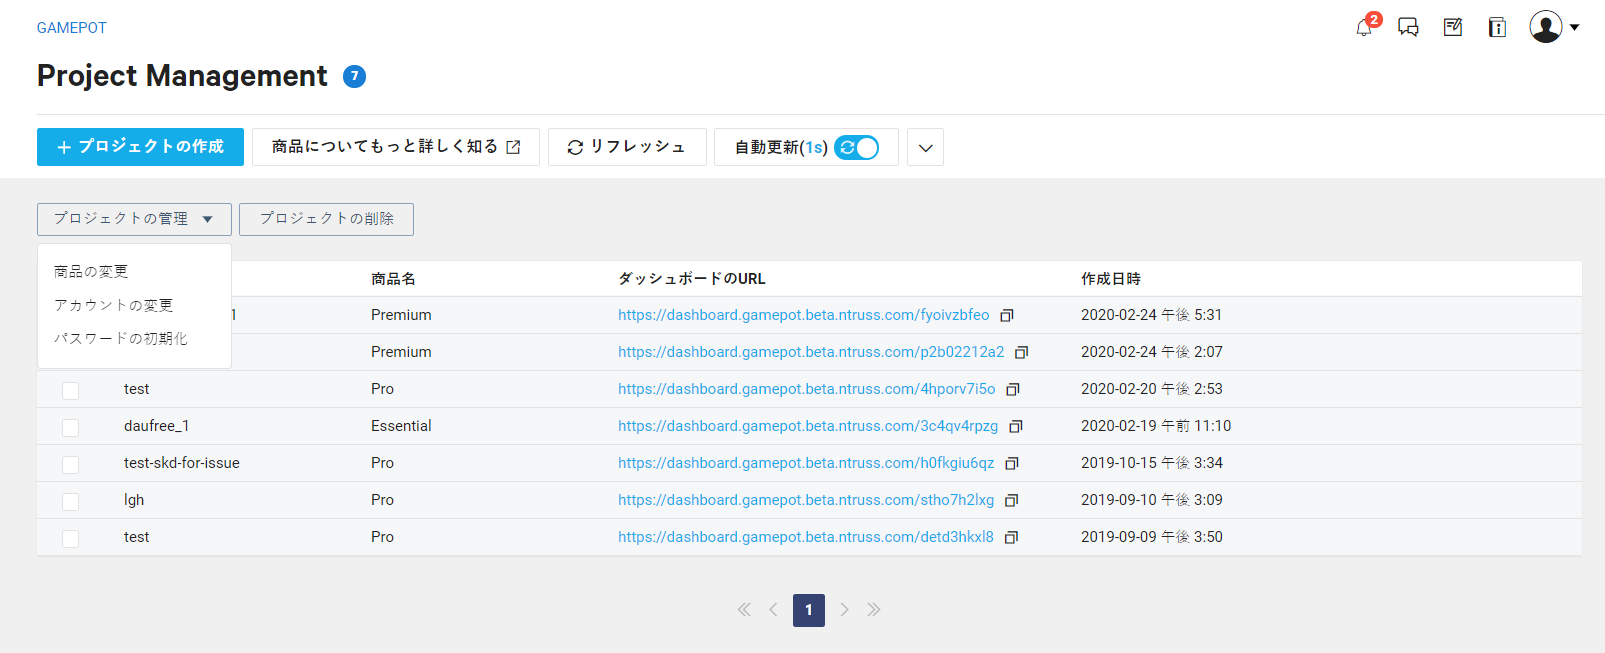 GAMEPOT
2
Project Management 7
+ プロジェクトの作成 商品についてもっと詳しく知る リフレッシュ 自動更新(1s)
プロジェクトの管理 プロジェクトの削除
商品の変更
アカウントの変更
パスワードの初期化
商品名 ダッシュボードのURL 作成日時
1 Premium https://dashboard.gamepot.beta.ntruss.com/fyoivzbfeo 2020-02-24 午後 5:31
Premium https://dashboard.gamepot.beta.ntruss.com/p2b02212a2 2020-02-24 午後 2:07
test Pro https://dashboard.gamepot.beta.ntruss.com/4hporv7i5o 2020-02-20 午後 2:53
daufree_1 Essential https://dashboard.gamepot.beta.ntruss.com/3c4qv4rpzg 2020-02-19 午前 11:10
test-skd-for-issue Pro https://dashboard.gamepot.beta.ntruss.com/h0fkgiu6qz 2019-10-15 午後 3:34
lgh Pro https://dashboard.gamepot.beta.ntruss.com/stho7h2lxg 2019-09-10 午後 3:09
test Pro https://dashboard.gamepot.beta.ntruss.com/detd3hkxl8 2019-09-09 午後 3:50
1